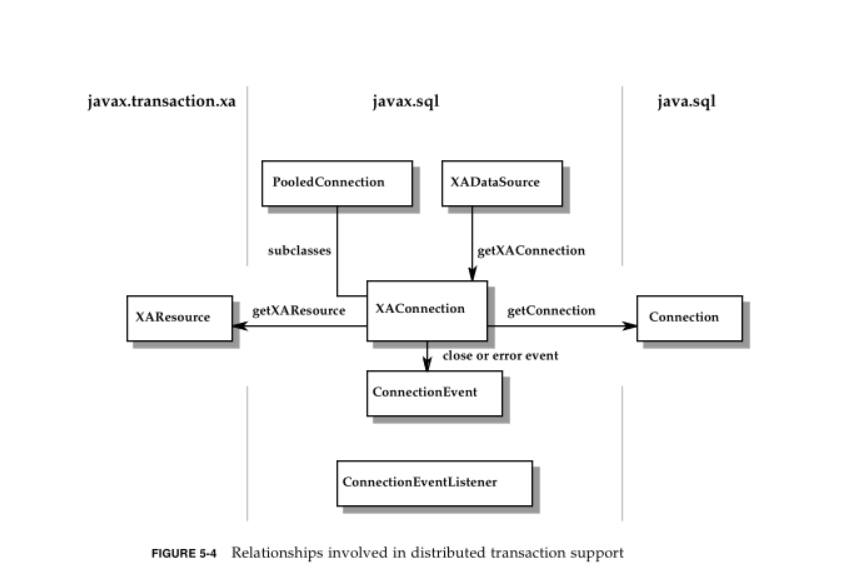 javax.transaction.xa
javax.sql
java.sql
PooledConnection
XADataSource
subclasses
getXAConnection
XAResource
getXAResource
XAConnection
getConnection
Connection
close or error event
ConnectionEvent
ConnectionEventListener
FIGURE 5-4 Relationships involved in distributed transaction support